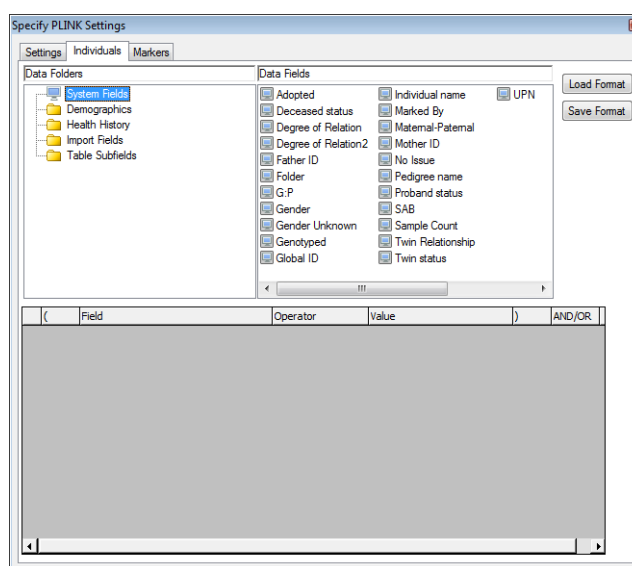 Specify PLINK Settings
Settings Individuals Markers
Data Folders
System Fields
Demographics
Health History
Import Fields
Table Subfields
Data Fields
Adopted
Deceased status
Degree of Relation
Degree of Relation2
Father ID
Folder
G:P
Gender
Gender Unknown
Genotyped
Global ID
Individual name
Marked By
Maternal-Paternal
Mother ID
No Issue
Pedigree name
Proband status
SAB
Sample Count
Twin Relationship
Twin status
UPN
Load Format
Save Format
( Field Operator Value ) AND/OR